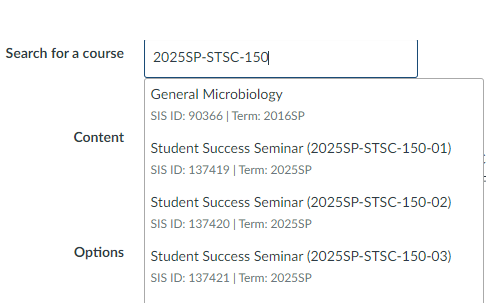 Search for a course
2025SP-STSC-150
General Microbiology
SIS ID: 90366 | Term: 2016SP
Content
Student Success Seminar (2025SP-STSC-150-01)
SIS ID: 137419 | Term: 2025SP
Student Success Seminar (2025SP-STSC-150-02)
SIS ID: 137420 | Term: 2025SP
Options
Student Success Seminar (2025SP-STSC-150-03)
SIS ID: 137421 | Term: 2025SP